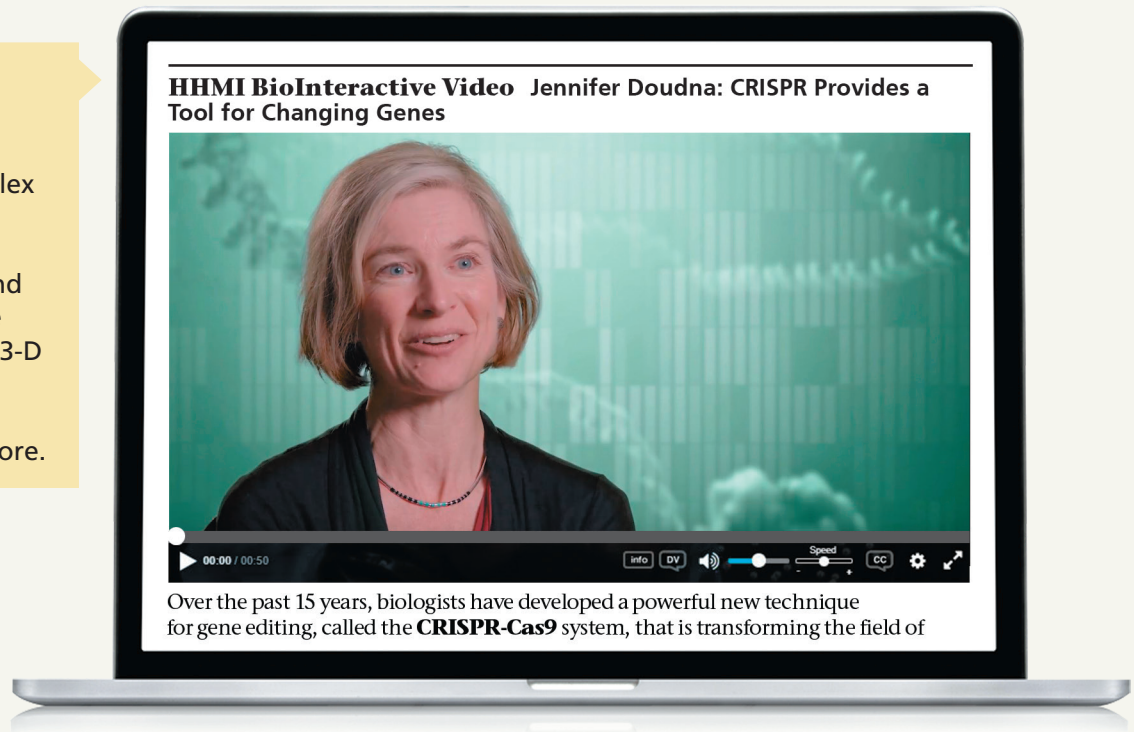 lex
nd
3-D
ore.
HHMI BioInteractive Video Jennifer Doudna: CRISPR Provides a
Tool for Changing Genes
00:00 / 00:50
info
DV
Speed
- +
CC
Over the past 15 years, biologists have developed a powerful new technique
for gene editing, called the CRISPR-Cas9 system, that is transforming the field of